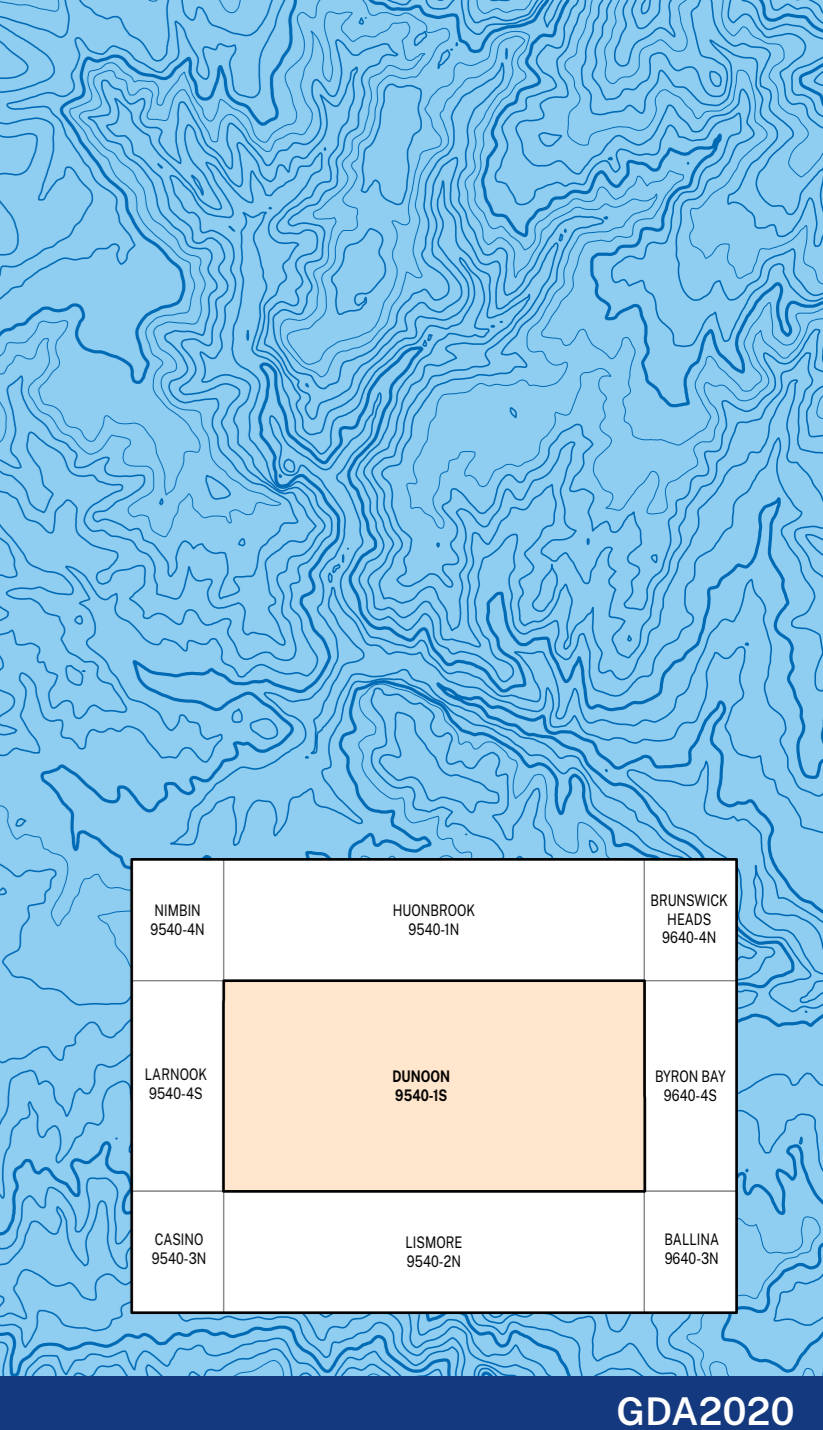 NIMBIN
9540-4N
HUONBROOK
9540-1N
BRUNSWICK
HEADS
9640-4N
LARNOOK
9540-4S
DUNOON
9540-1S
BYRON BAY
9640-4S
CASINO
9540-3N
LISMORE
9540-2N
BALLINA
9640-3N
GDA2020